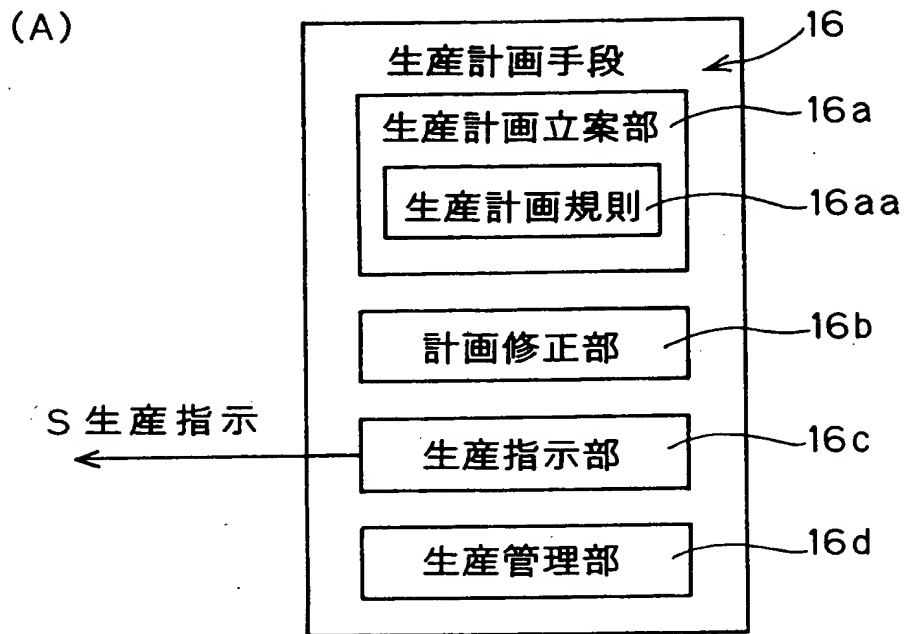 (A)
16
生産計画手段
生産計画立案部
16a
生産計画規則
16aa
計画修正部
16b
S 生産指示
生産指示部
16c
生産管理部
16d